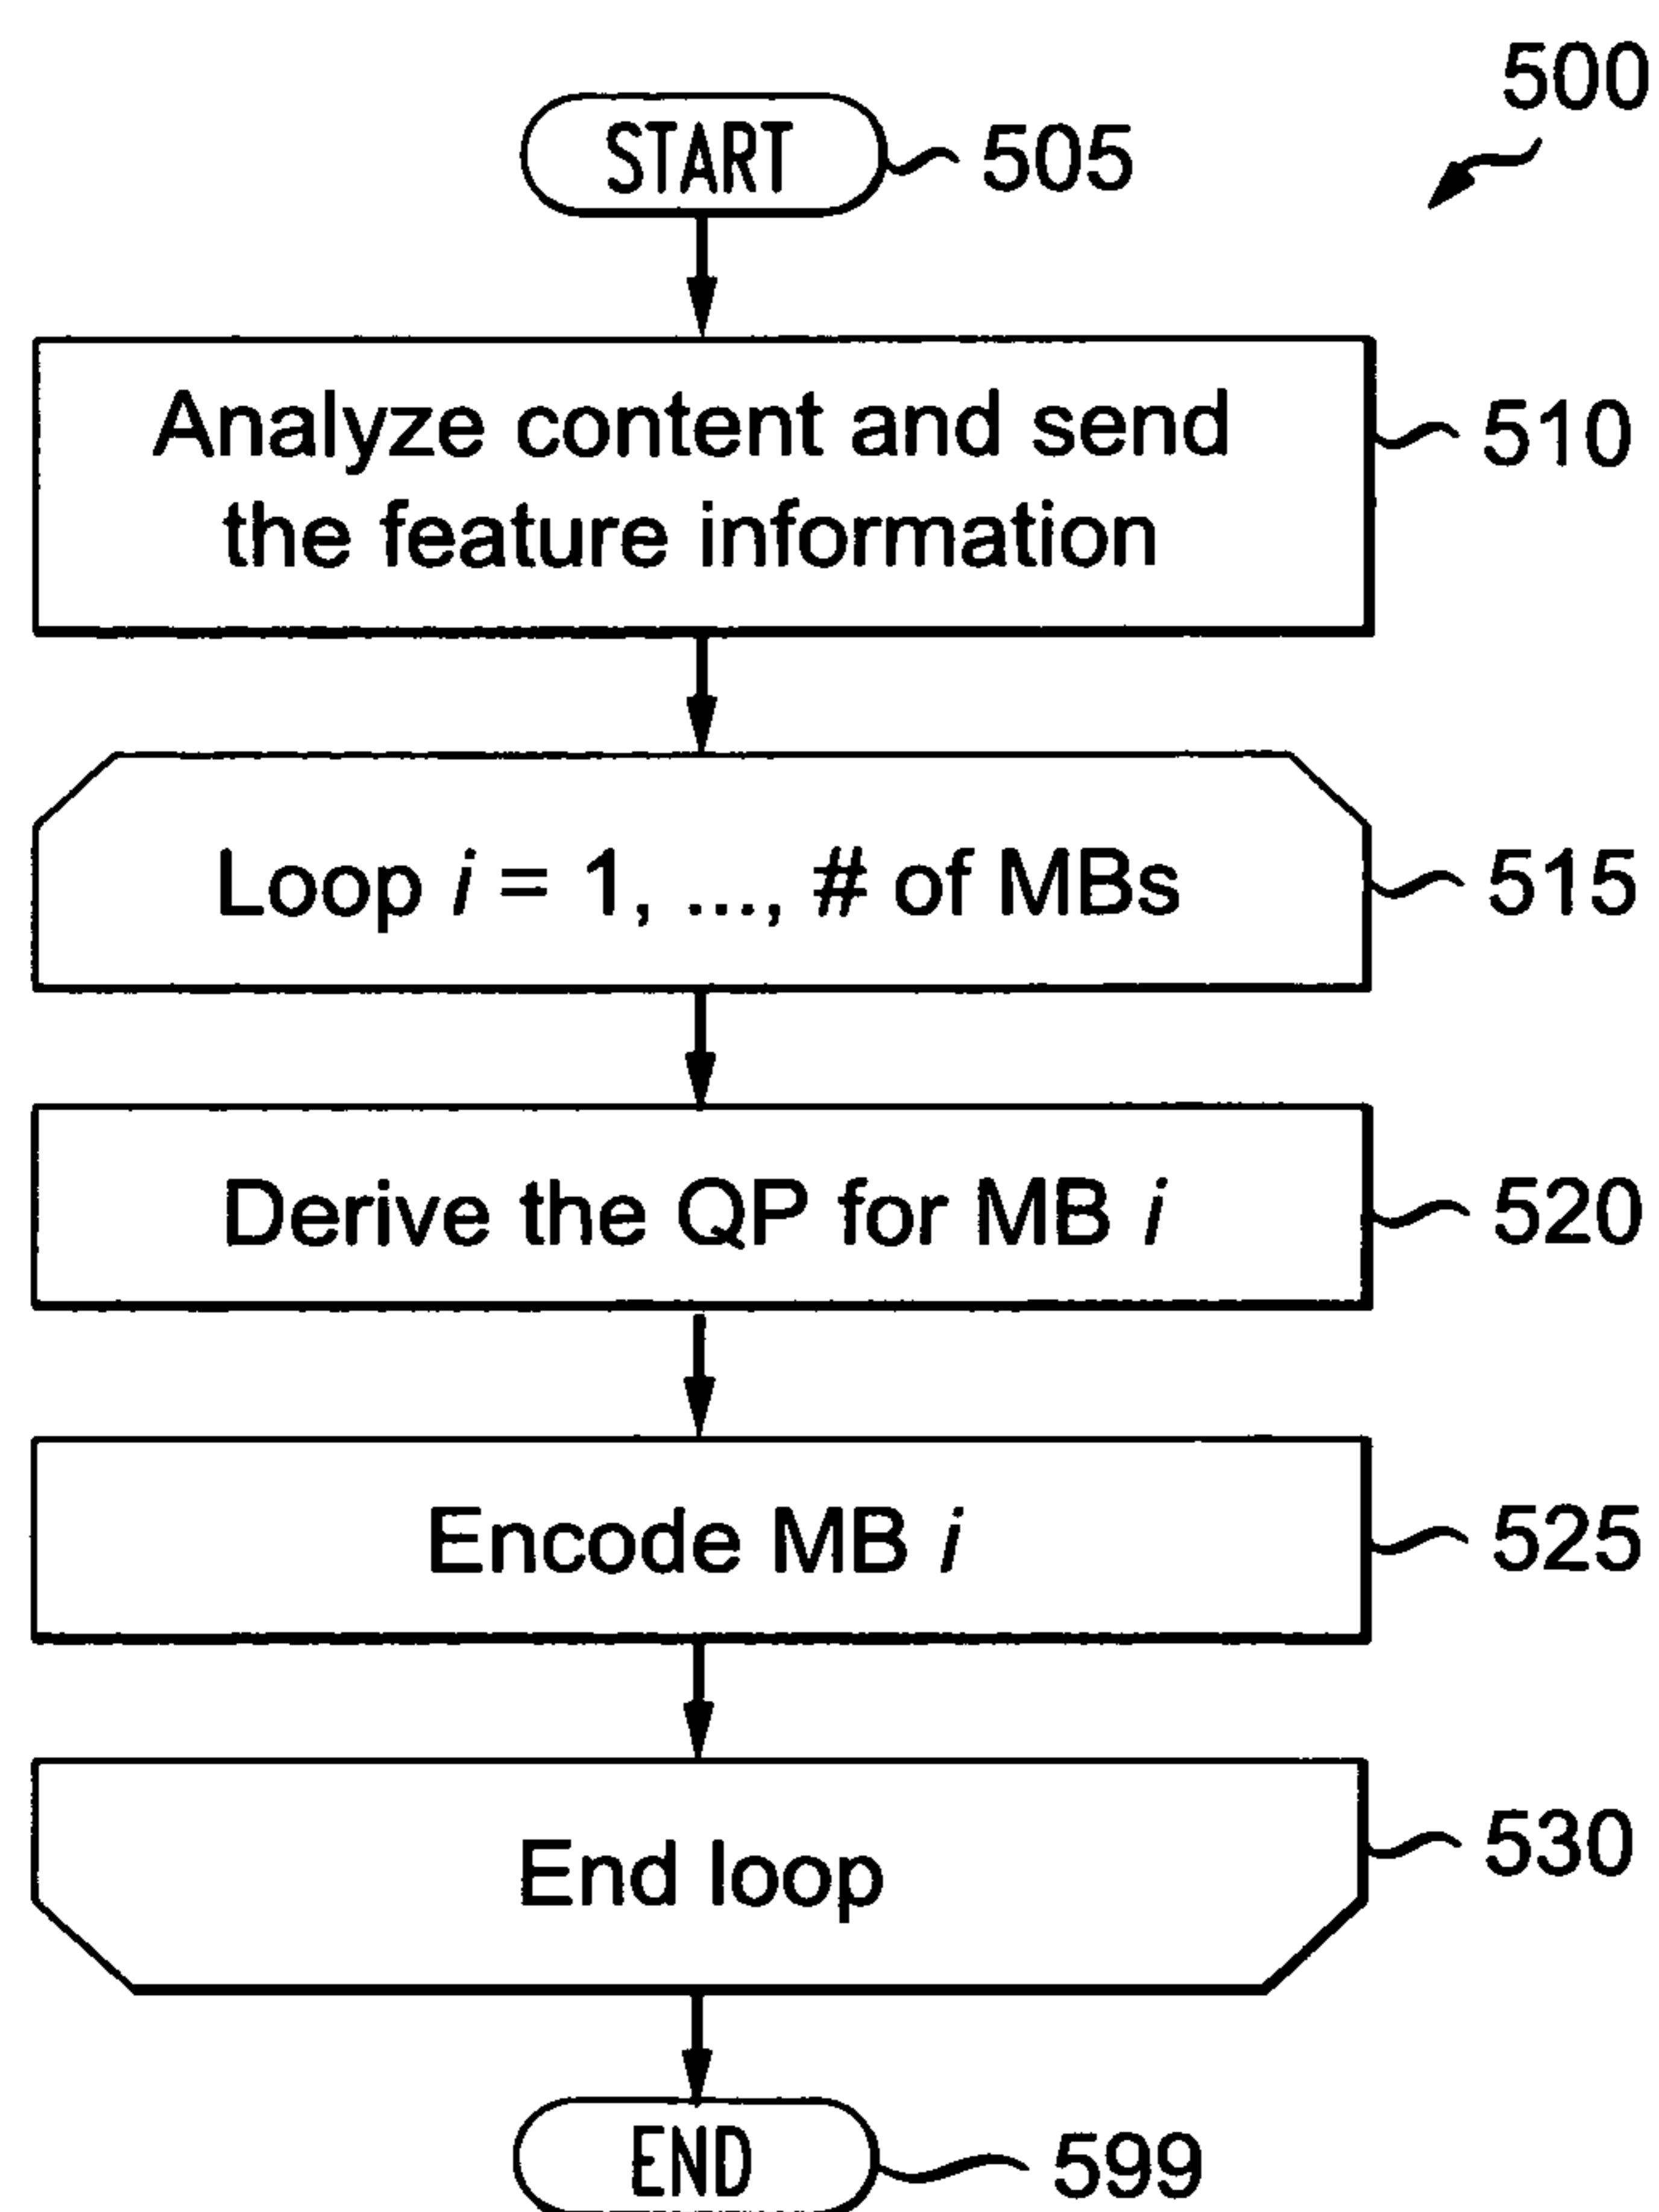 500
START
505
Analyze content and send
the feature information
510
Loop i = 1, ..., # of MBs
515
Derive the QP for MB i
520
Encode MB i
525
End loop
530
END
599